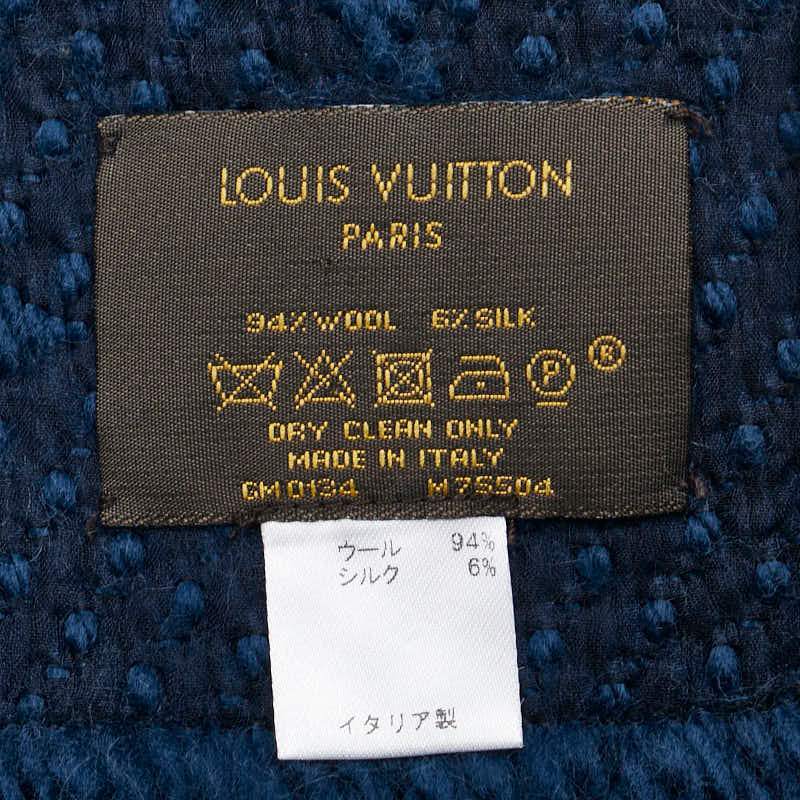 LOUIS VUITTON
PARIS
94% WOOL 6% SILK
P ®
DRY CLEAN ONLY
MADE IN ITALY
GM0134 M75504
ウール 94%
シルク 6%
イタリア製